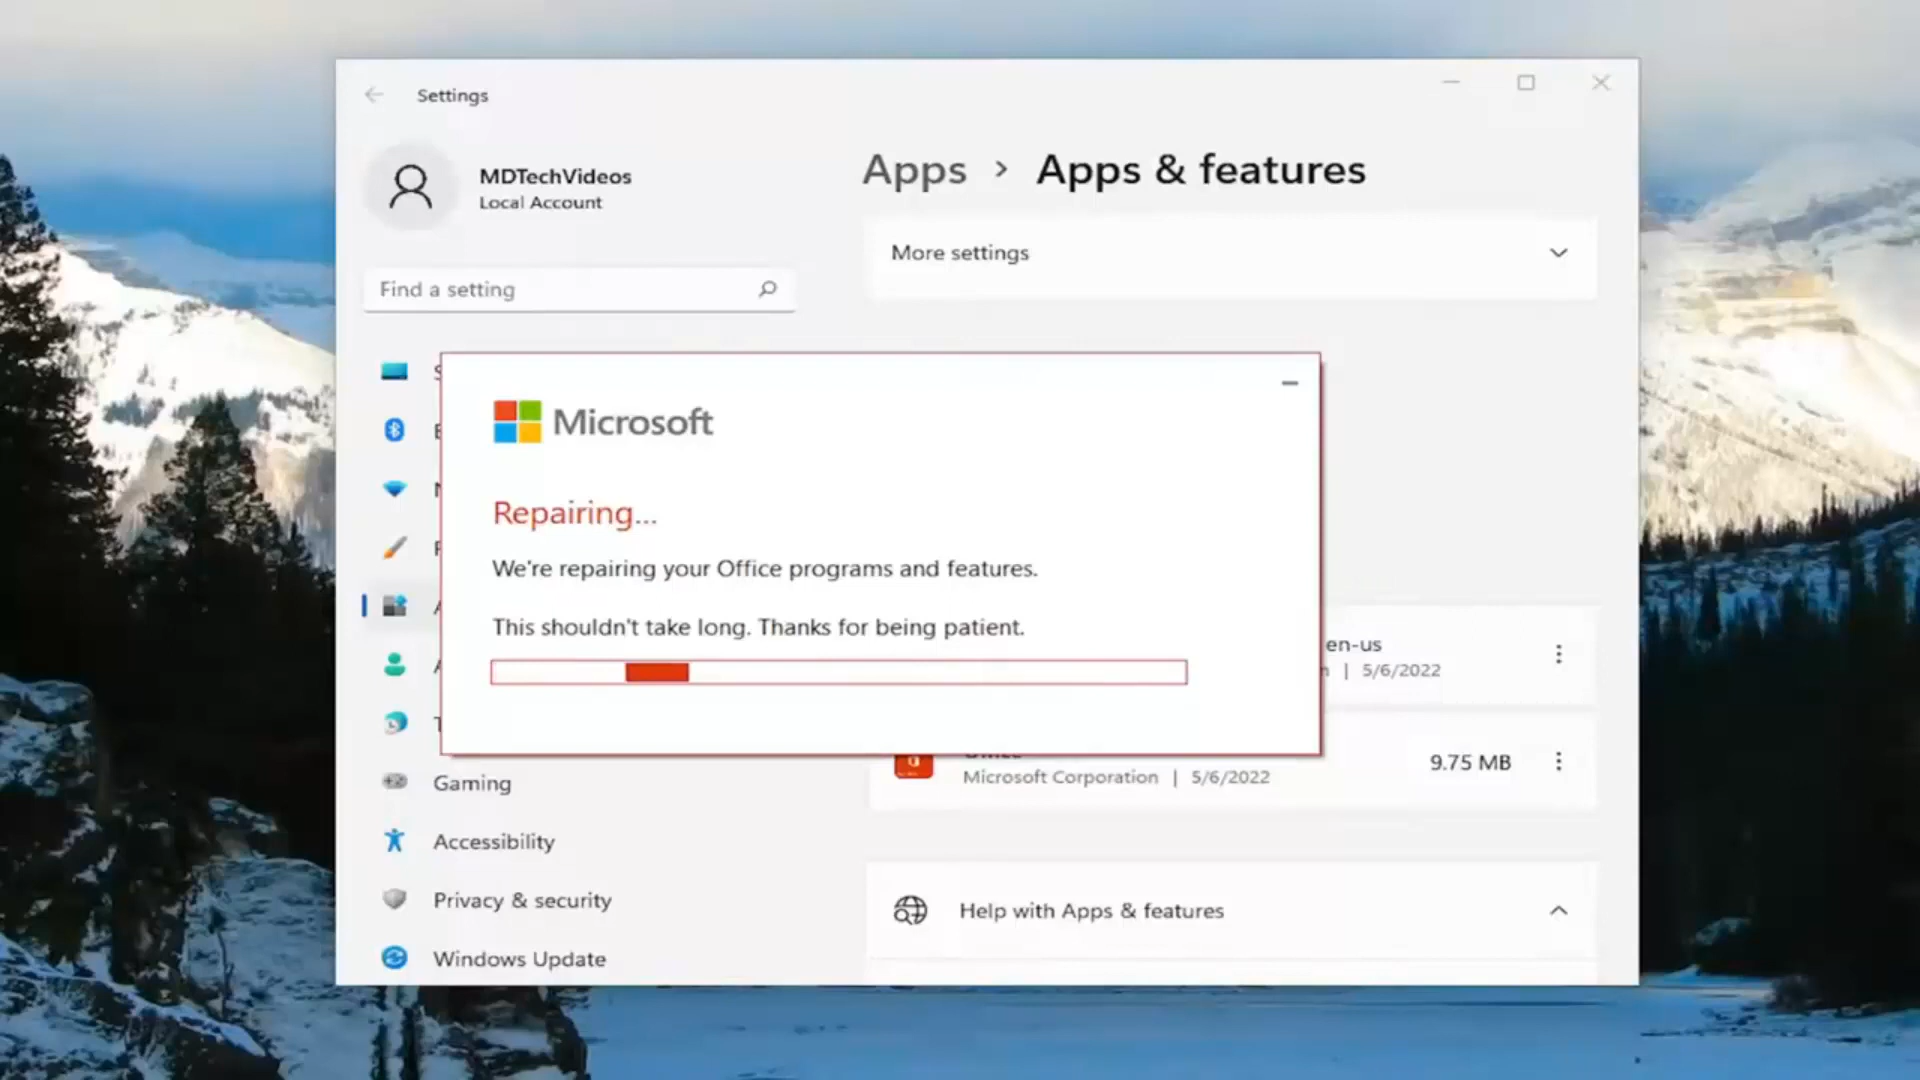 Settings
MDTechVideos
Local Account
Find a setting
Apps > Apps & features
More settings
Microsoft
Repairing...
We're repairing your Office programs and features.
This shouldn't take long. Thanks for being patient.
en-us
| 5/6/2022
Microsoft Corporation | 5/6/2022
9.75 MB
Gaming
Accessibility
Privacy & security
Windows Update
Help with Apps & features